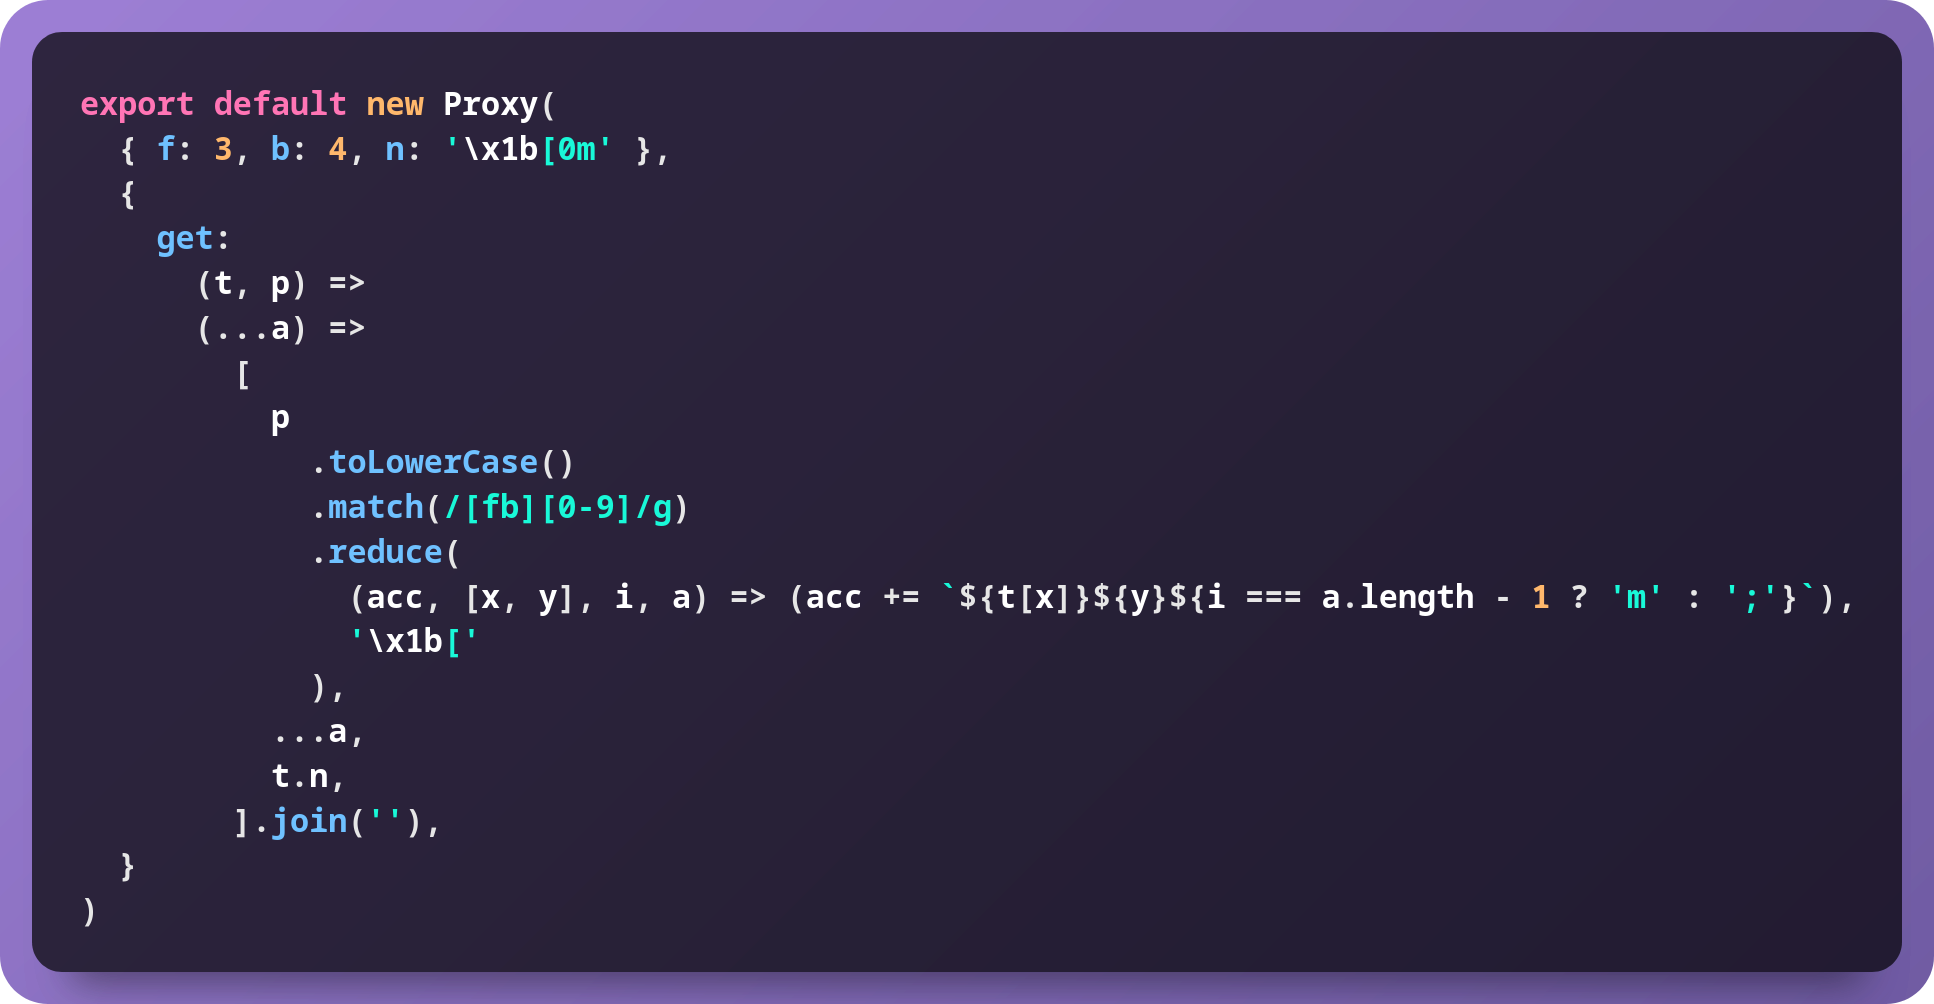 export default new Proxy(
  { f: 3, b: 4, n: '\x1b[0m' },
  {
    get:
      (t, p) =>
      (...a) =>
        [
          p
            .toLowerCase()
            .match(/[fb][0-9]/g)
            .reduce(
              (acc, [x, y], i, a) => (acc += `${t[x]}${y}${i === a.length - 1 ? 'm' : ';'}`),
              '\x1b['
            ),
          ...a,
          t.n,
        ].join(''),
  }
)